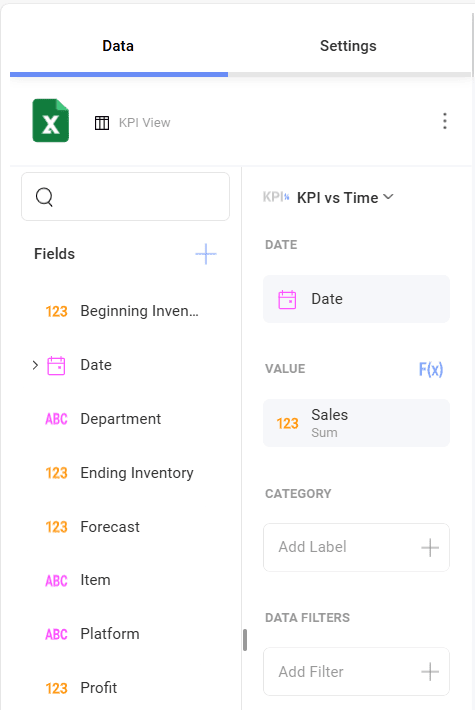 Data
Settings
X
KPI View
Fields
123 Beginning Inven...
Date
ABC Department
123 Ending Inventory
123 Forecast
ABC Item
ABC Platform
123 Profit
KPI KPI vs Time
DATE
Date
VALUE F(x)
123 Sales
Sum
CATEGORY
Add Label
DATA FILTERS
Add Filter